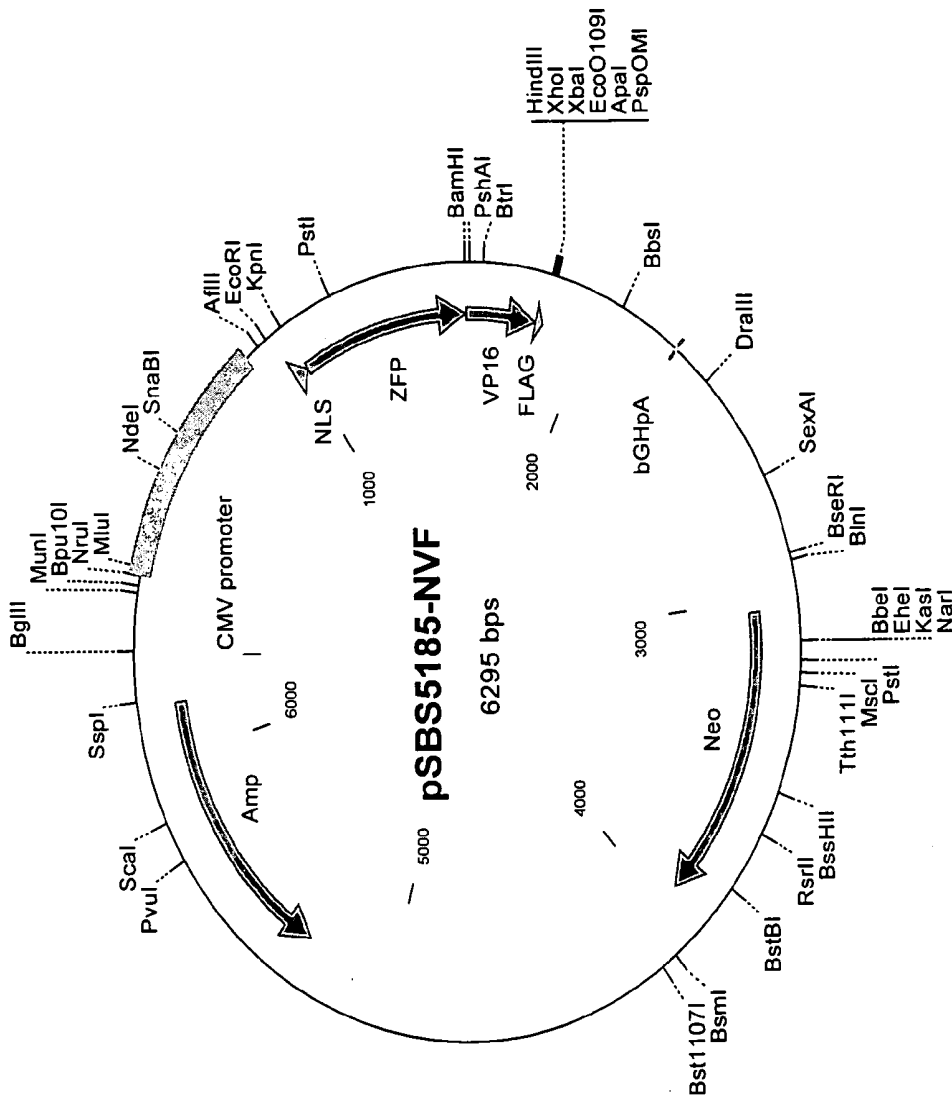 pSBS5185-NVF
6295 bps
BglII
MunI
Bpu10I
NruI
MluI
NdeI
SnaBI
AflII
EcoRI
KpnI
PstI
BamHI
PshAI
BtrI
HindIII
XhoI
XbaI
EcoO109I
ApaI
PspOMI
BbsI
DraIII
SexAI
BseRI
BlnI
BbeI
EheI
KasI
NarI
PstI
MscI
Tth111I
BssHII
RsrII
BstBI
BsmI
Bst1107I
PvuI
ScaI
SspI
CMV promoter
NLS
ZFP
VP16
FLAG
bGHpA
Neo
Amp
1000
2000
3000
4000
5000
6000